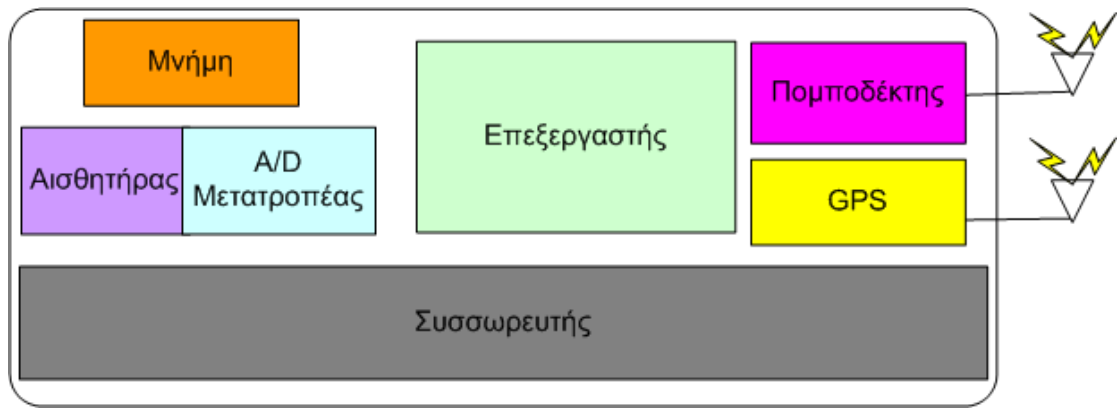 Μνήμη
Αισθητήρας
A/D
Μετατροπέας
Επεξεργαστής
Πομποδέκτης
GPS
Συσσωρευτής